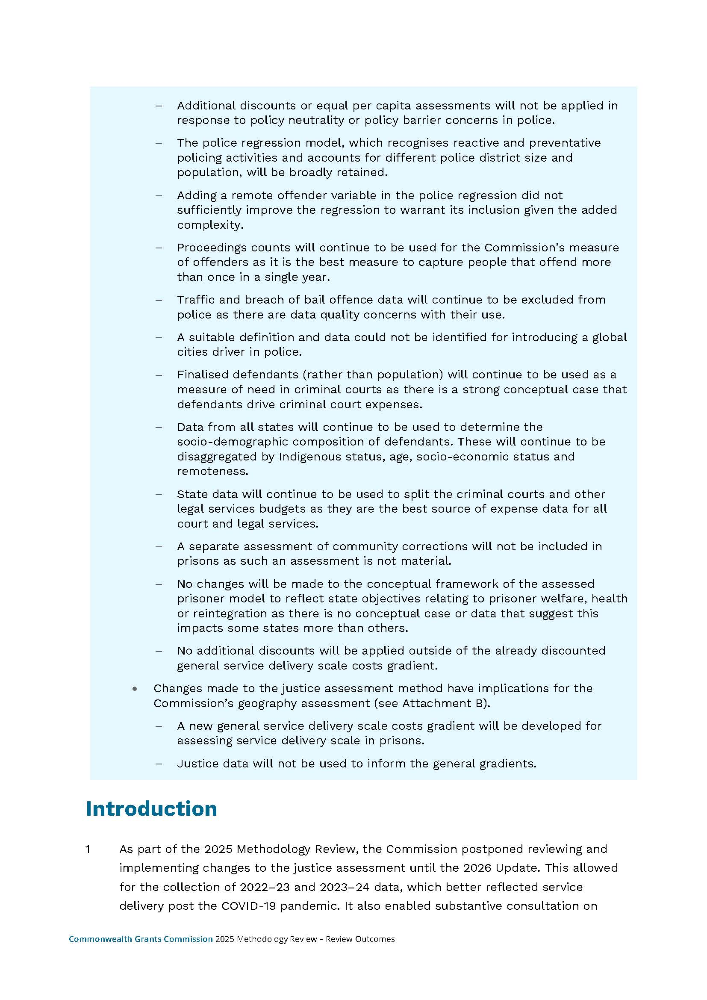 – Additional discounts or equal per capita assessments will not be applied in
response to policy neutrality or policy barrier concerns in police.
– The police regression model, which recognises reactive and preventative
policing activities and accounts for different police district size and
population, will be broadly retained.
– Adding a remote offender variable in the police regression did not
sufficiently improve the regression to warrant its inclusion given the added
complexity.
– Proceedings counts will continue to be used for the Commission’s measure
of offenders as it is the best measure to capture people that offend more
than once in a single year.
– Traffic and breach of bail offence data will continue to be excluded from
police as there are data quality concerns with their use.
– A suitable definition and data could not be identified for introducing a global
cities driver in police.
– Finalised defendants (rather than population) will continue to be used as a
measure of need in criminal courts as there is a strong conceptual case that
defendants drive criminal court expenses.
– Data from all states will continue to be used to determine the
socio-demographic composition of defendants. These will continue to be
disaggregated by Indigenous status, age, socio-economic status and
remoteness.
– State data will continue to be used to split the criminal courts and other
legal services budgets as they are the best source of expense data for all
court and legal services.
– A separate assessment of community corrections will not be included in
prisons as such an assessment is not material.
– No changes will be made to the conceptual framework of the assessed
prisoner model to reflect state objectives relating to prisoner welfare, health
or reintegration as there is no conceptual case or data that suggest this
impacts some states more than others.
– No additional discounts will be applied outside of the already discounted
general service delivery scale costs gradient.
• Changes made to the justice assessment method have implications for the
Commission’s geography assessment (see Attachment B).
– A new general service delivery scale costs gradient will be developed for
assessing service delivery scale in prisons.
– Justice data will not be used to inform the general gradients.
Introduction
1 As part of the 2025 Methodology Review, the Commission postponed reviewing and
implementing changes to the justice assessment until the 2026 Update. This allowed
for the collection of 2022–23 and 2023–24 data, which better reflected service
delivery post the COVID-19 pandemic. It also enabled substantive consultation on
Commonwealth Grants Commission 2025 Methodology Review – Review Outcomes